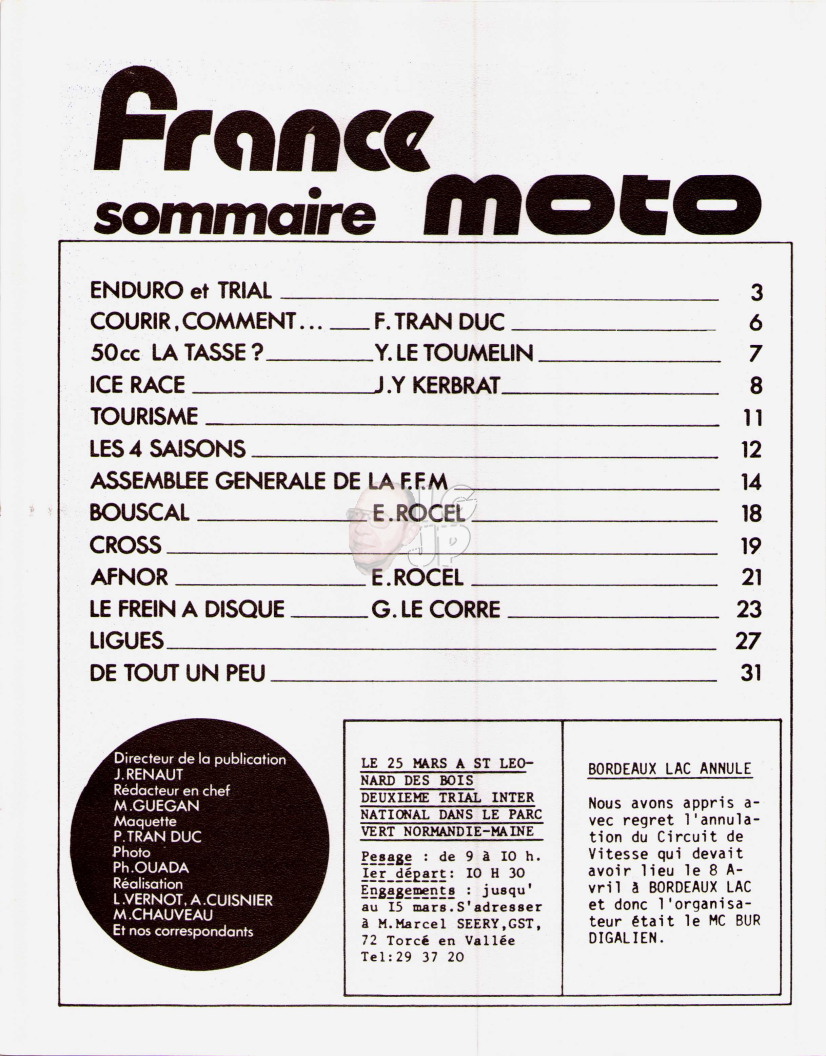 France
sommaire moto
ENDURO et TRIAL 3
COURIR, COMMENT... F. TRAN DUC 6
50cc LA TASSE ? Y. LE TOUMELIN 7
ICE RACE J.Y KERBRAT 8
TOURISME 11
LES 4 SAISONS 12
ASSEMBLEE GENERALE DE LA F.F.M 14
BOUSCAL E.ROCEL 18
CROSS 19
AFNOR E.ROCEL 21
LE FREIN A DISQUE G. LE CORRE 23
LIGUES 27
DE TOUT UN PEU 31
Directeur de la publication
J.RENAUT
Rédacteur en chef
M.GUEGAN
Maquette
P.TRAN DUC
Photo
Ph.OUADA
Réalisation
L.VERNOT, A.CUISNIER
M.CHAUVEAU
Et nos correspondants
LE 25 MARS A ST LEO-
NARD DES BOIS
DEUXIEME TRIAL INTER
NATIONAL DANS LE PARC
VERT NORMANDIE-MAINE
Pesage : de 9 à I0 h.
Ier départ: I0 H 30
Engagements : jusqu'
au I5 mars.S'adresser
à M.Marcel SEERY,GST,
72 Torcé en Vallée
Tel:29 37 20
BORDEAUX LAC ANNULE
Nous avons appris a-
vec regret l'annula-
tion du Circuit de
Vitesse qui devait
avoir lieu le 8 A-
vril à BORDEAUX LAC
et donc l'organisa-
teur était le MC BUR
DIGALIEN.